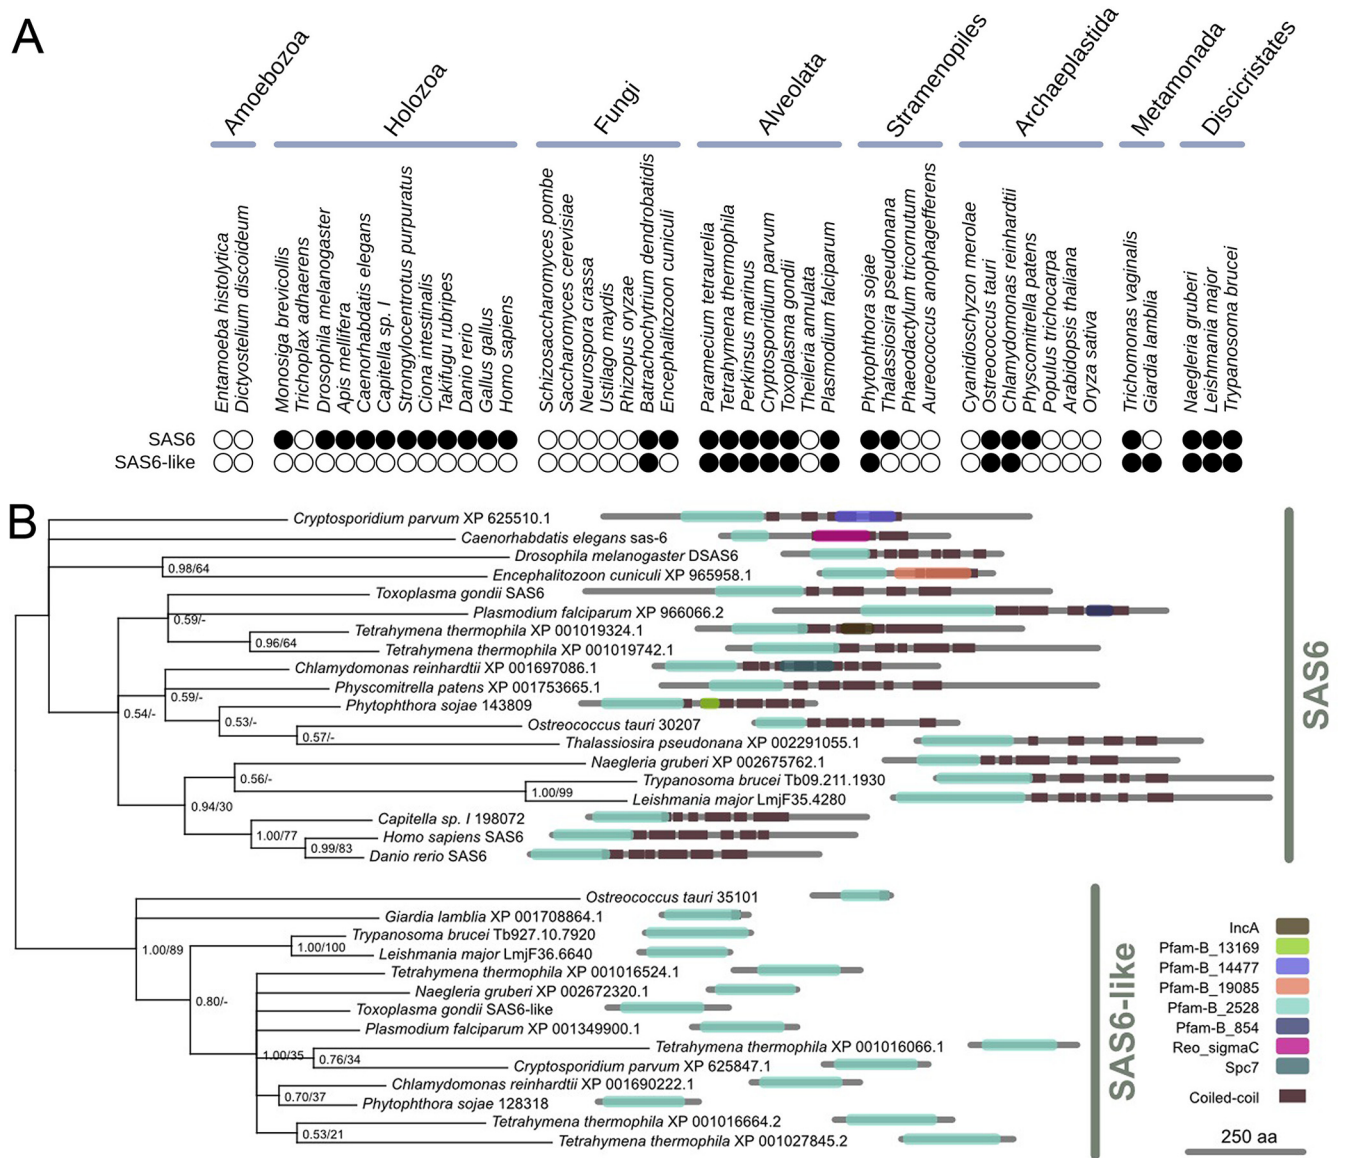 A
Amoebozoa
Holozoa
Fungi
Alveolata
Stramenopiles
Archaeplastida
Metamonada
Discicristates
Entamoeba histolytica
Dictyostelium discoideum
Monosiga brevicollis
Trichoplax adhaerens
Drosophila melanogaster
Apis mellifera
Caenorhabdatis elegans
Capitella sp. I
Stronglylocentrotus purpuratus
Ciona intestinalis
Takifugu rubripes
Danio rerio
Gallus gallus
Homo sapiens
Schizosaccharomyces pombe
Saccharomyces cerevisiae
Neurospora crassa
Ustilago maydis
Rhizopus oryzae
Batrachochytrium dendrobatidis
Encephalitozoon cuniculi
Paramecium tetraurelia
Tetrahymena thermophila
Perkinsus marinus
Cryptosporidium parvum
Toxoplasma gondii
Theileria annulata
Plasmodium falciparum
Phytophthora sojae
Thalassiosira pseudonana
Phaeodactylum tricornutum
Aureococcus anophagefferens
Cyanidioschyzon merolae
Ostreococcus tauri
Chlamydomonas reinhardtii
Physcomitrella patens
Populus trichocarpa
Arabidopsis thaliana
Oryza sativa
Trichomonas vaginalis
Giardia lamblia
Naegleria gruberi
Leishmania major
Trypanosoma brucei
SAS6
SAS6-like
B
Cryptosporidium parvum XP 625510.1
Caenorhabdatis elegans sas-6
Drosophila melanogaster DSAS6
0.98/64
Encephalitozoon cuniculi XP 965958.1
Toxoplasma gondii SAS6
Plasmodium falciparum XP 966066.2
0.59/-
Tetrahymena thermophila XP 001019324.1
0.96/64
Tetrahymena thermophila XP 001019742.1
Chlamydomonas reinhardtii XP 001697086.1
Physcomitrella patens XP 001753665.1
0.59/-
Phytophthora sojae 143809
0.54/-
0.53/-
Ostreococcus tauri 30207
0.57/-
Thalassiosira pseudonana XP 002291055.1
Naegleria gruberi XP 002675762.1
0.56/-
Trypanosoma brucei Tb09.211.1930
1.00/99
Leishmania major LmjF35.4280
0.94/30
Capitella sp. I 198072
1.00/77
Homo sapiens SAS6
0.99/83
Danio rerio SAS6
SAS6
Ostreococcus tauri 35101
Giardia lamblia XP 001708864.1
Trypanosoma brucei Tb927.10.7920
1.00/89
1.00/100
Leishmania major LmjF36.6640
Tetrahymena thermophila XP 001016524.1
Naegleria gruberi XP 002672320.1
0.80/-
Toxoplasma gondii SAS6-like
Plasmodium falciparum XP 001349900.1
Tetrahymena thermophila XP 001016066.1
1.00/35
0.76/34
Cryptosporidium parvum XP 625847.1
Chlamydomonas reinhardtii XP 001690222.1
0.70/37
Phytophthora sojae 128318
Tetrahymena thermophila XP 001016664.2
0.53/21
Tetrahymena thermophila XP 001027845.2
SAS6-like
IncA
Pfam-B_13169
Pfam-B_14477
Pfam-B_19085
Pfam-B_2528
Pfam-B_854
Reo_sigmaC
Spc7
Coiled-coil
250 aa